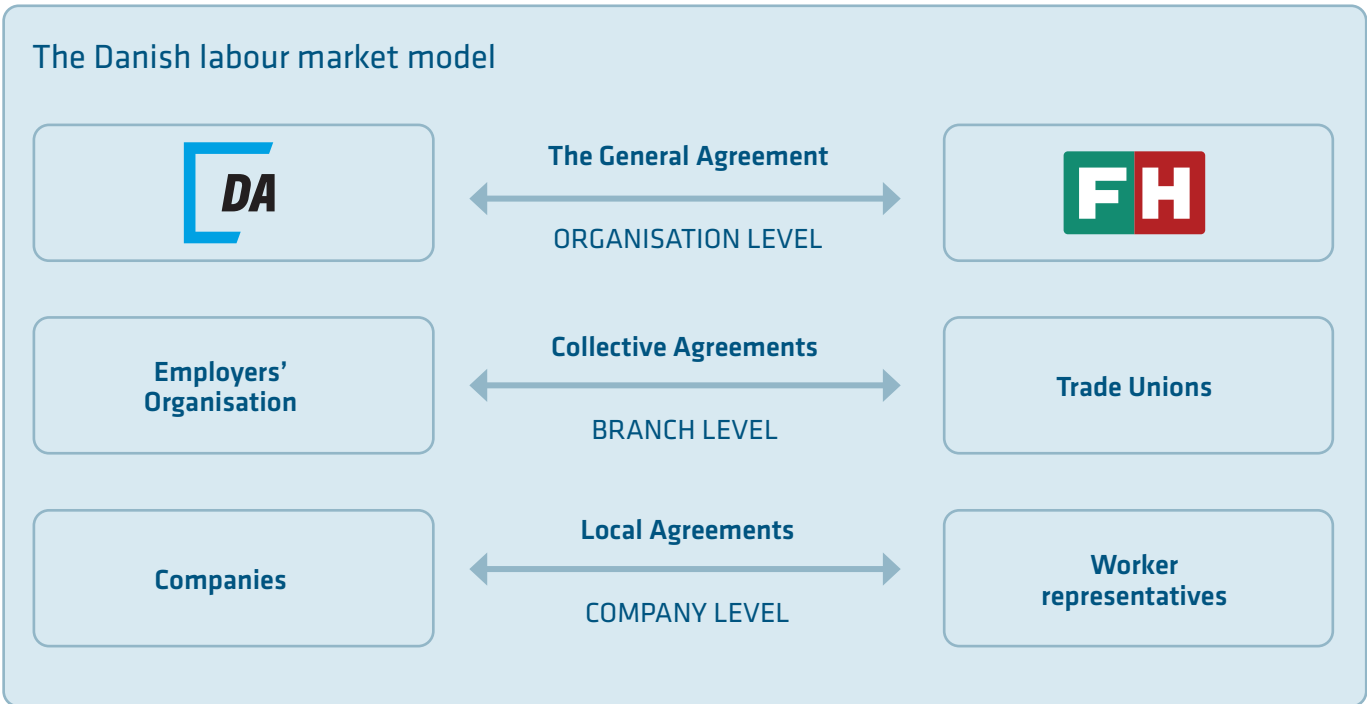 The Danish labour market model
DA
The General Agreement
ORGANISATION LEVEL
FH
Employers’
Organisation
Collective Agreements
BRANCH LEVEL
Trade Unions
Companies
Local Agreements
COMPANY LEVEL
Worker
representatives